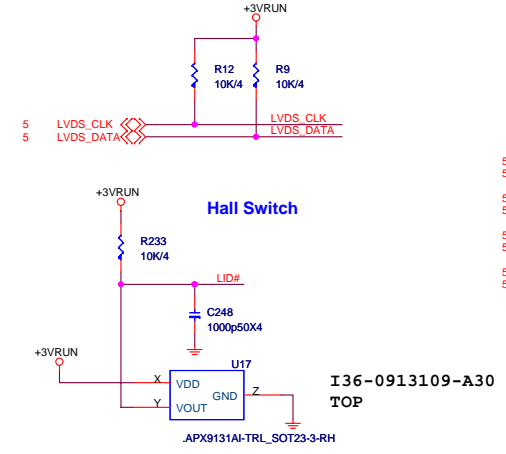 +3VRUN
R12
10K/4
R9
10K/4
5 LVDS_CLK
LVDS_CLK
5 LVDS_DATA
LVDS_DATA
Hall Switch
+3VRUN
R233
10K/4
LID#
C248
1000p50X4
+3VRUN
U17
X
VDD
GND
Z
Y
VOUT
.APX9131AI-TRL_SOT23-3-RH
I36-0913109-A30
TOP